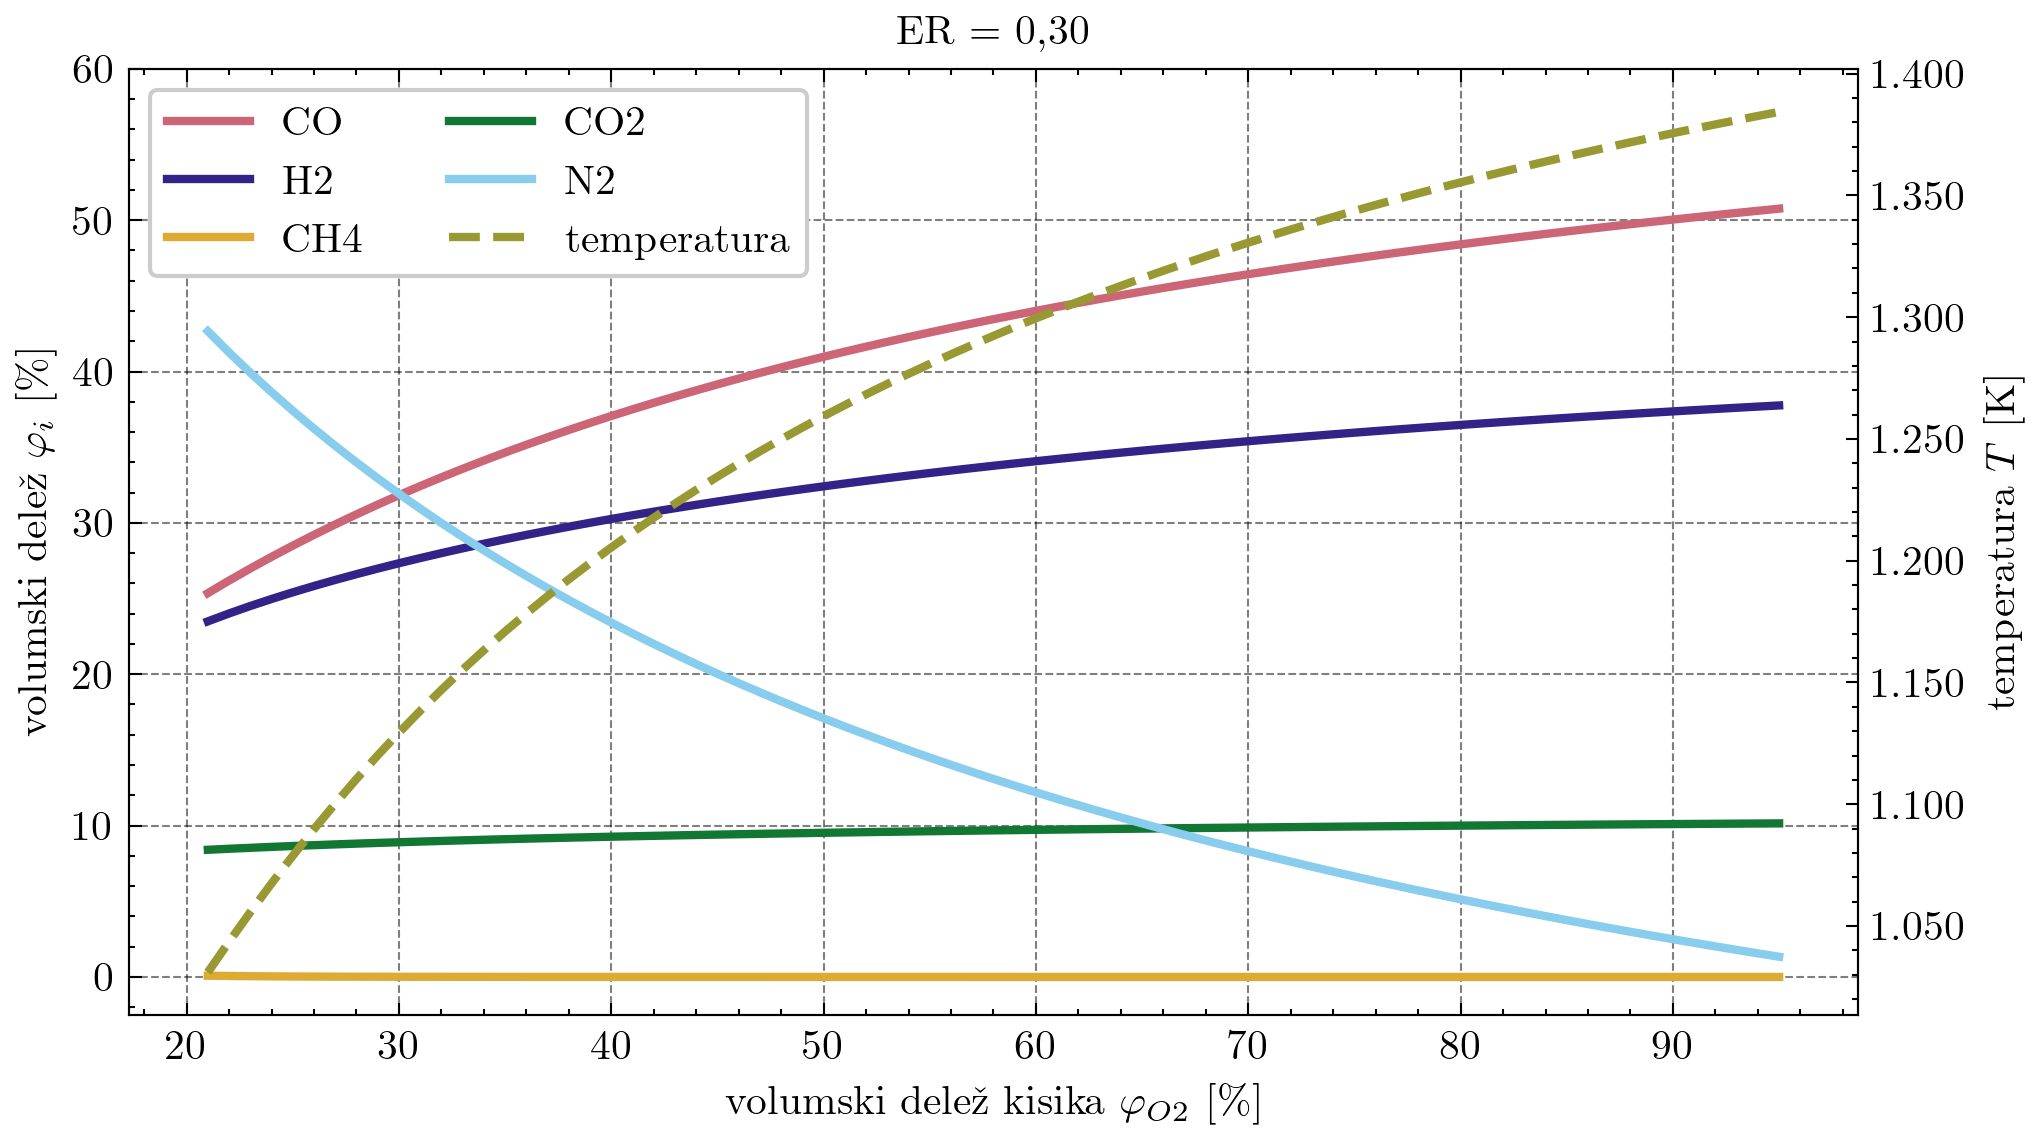 ER = 0,30
CO
H2
CH4
CO2
N2
temperatura
60
50
40
30
20
10
0
volumski delež φi [%]
1.400
1.350
1.300
1.250
1.200
1.150
1.100
1.050
temperatura T [K]
20 30 40 50 60 70 80 90
volumski delež kisika φO2 [%]